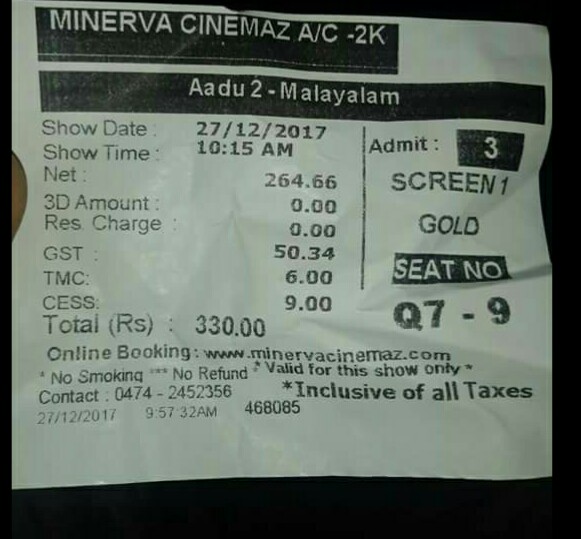 MINERVA CINEMAZ A/C -2K
Aadu 2 - Malayalam
Show Date : 27/12/2017
Show Time : 10:15 AM
Admit : 3
Net : 264.66
SCREEN 1
3D Amount : 0.00
Res. Charge : 0.00
GOLD
GST : 50.34
TMC: 6.00
SEAT NO
CESS: 9.00
Q7 - 9
Total (Rs) : 330.00
Online Booking: www.minervacinemaz.com
* No Smoking *** No Refund * Valid for this show only *
Contact : 0474 - 2452356 *Inclusive of all Taxes
27/12/2017 9:57:32AM 468085